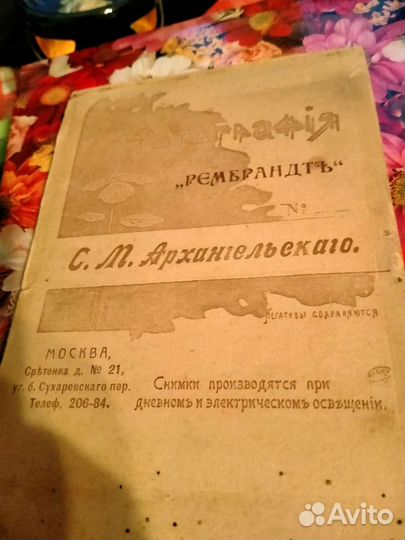 Фотографія
„РЕМБРАНДТЪ“
№
С. М. Архангельскаго.
Негативы сохраняются
МОСКВА,
Срѣтенка д. № 21,
уг. б. Сухаревскаго пер.
Телеф. 206-84.
Снимки производятся при
дневномъ и электрическомъ освѣщеніи.
Avito